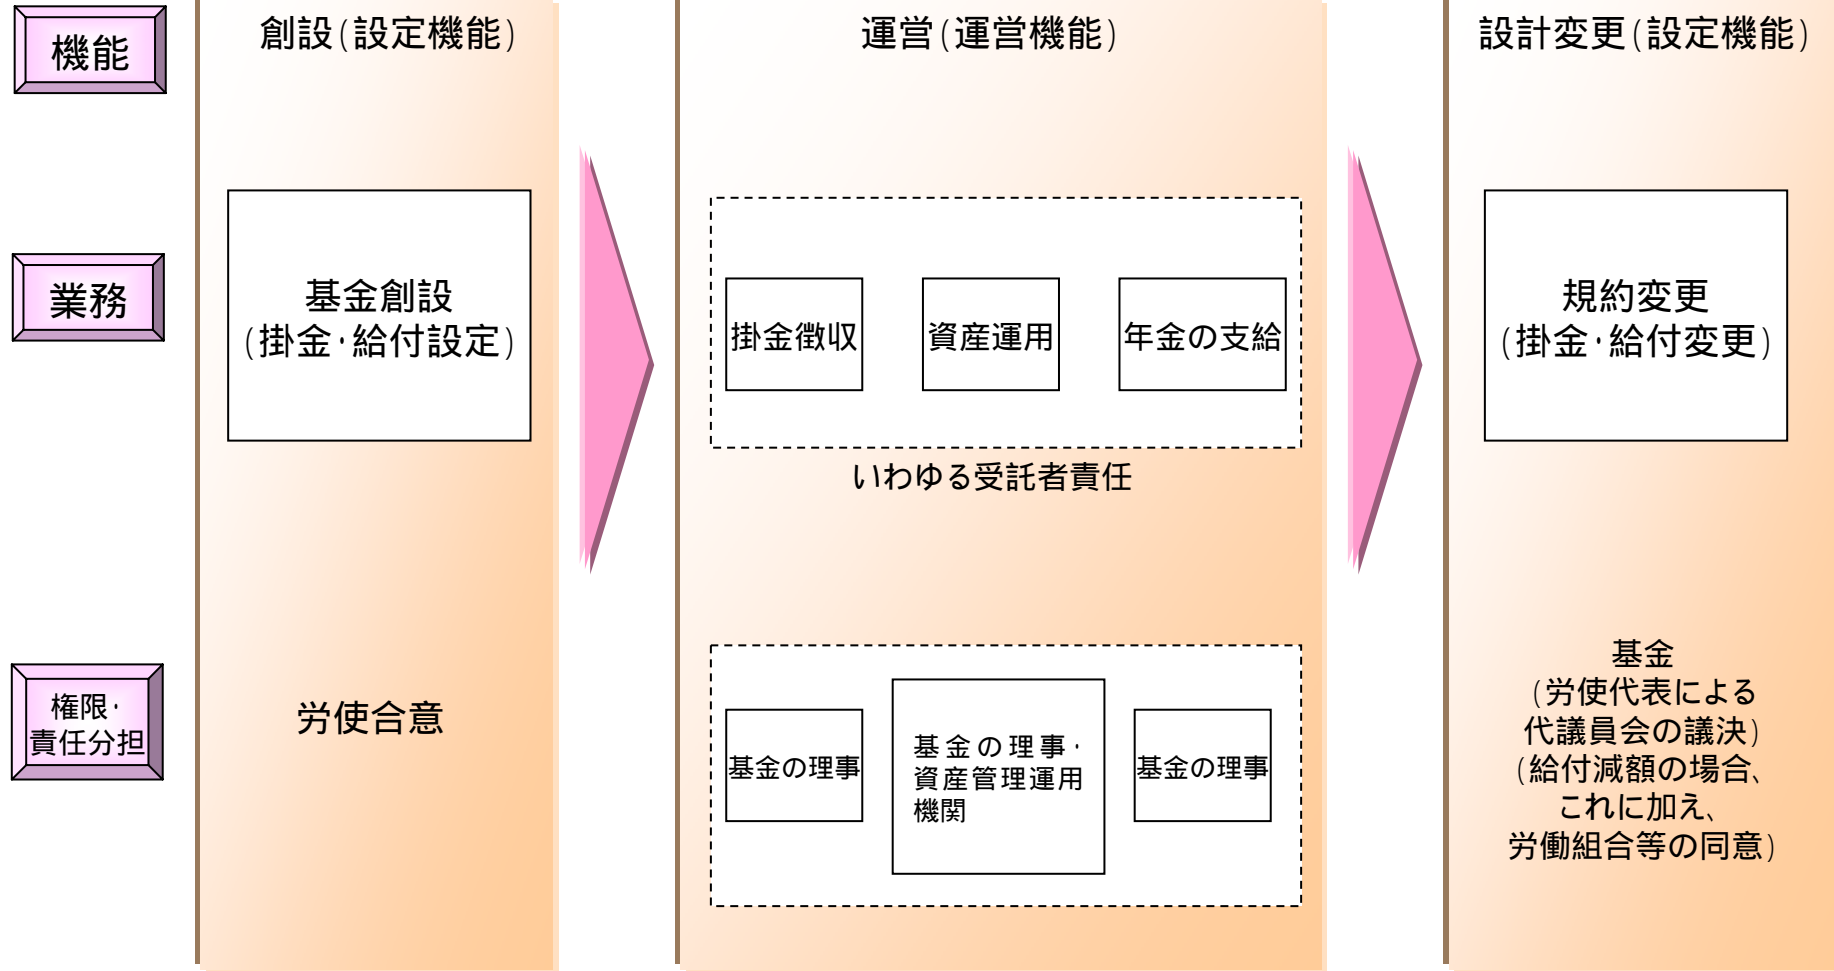 機能
創設(設定機能)
運営(運営機能)
設計変更(設定機能)
業務
基金創設
(掛金・給付設定)
掛金徴収
資産運用
年金の支給
いわゆる受託者責任
規約変更
(掛金・給付変更)
権限・
責任分担
労使合意
基金の理事
基金の理事・
資産管理運用
機関
基金の理事
基金
(労使代表による
代議員会の議決)
(給付減額の場合、
これに加え、
労働組合等の同意)